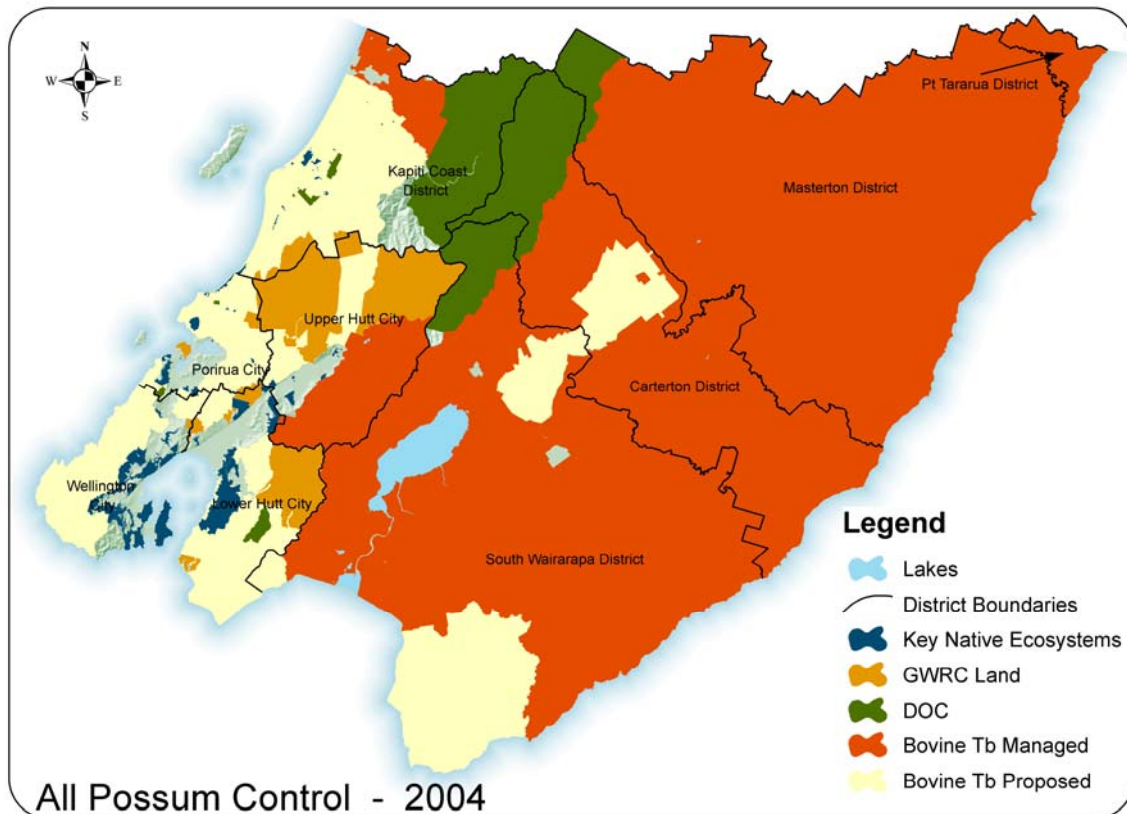 N
W E
S
Pt Tararua District
Kapiti Coast
District
Masterton District
Upper Hutt City
Porirua City
Carterton District
Wellington
City
Lower Hutt City
South Wairarapa District
Legend
Lakes
District Boundaries
Key Native Ecosystems
GWRC Land
DOC
Bovine Tb Managed
Bovine Tb Proposed
All Possum Control - 2004